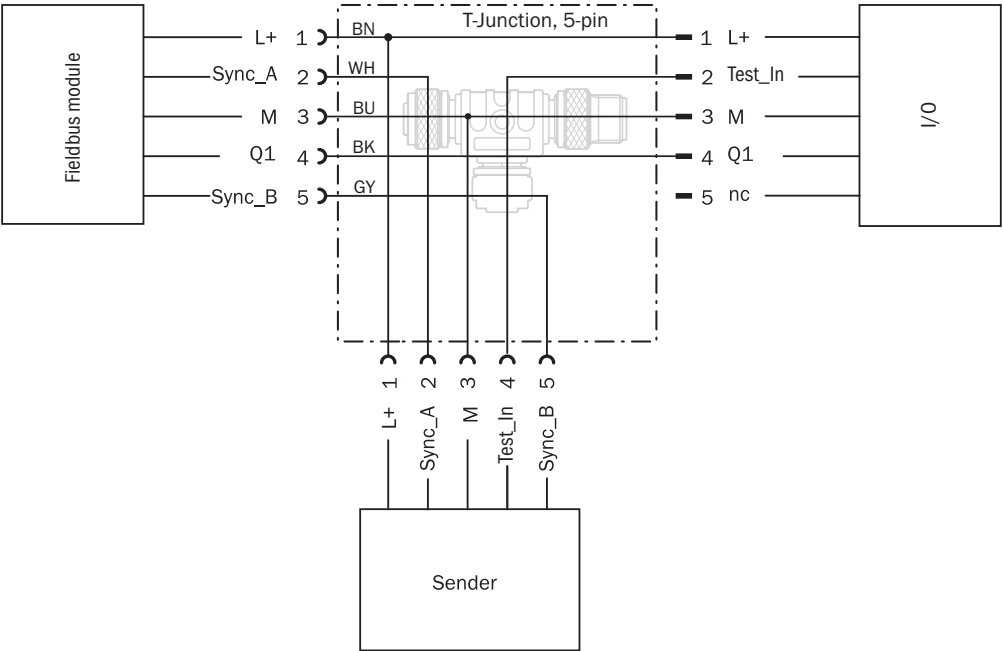 T-Junction, 5-pin
Fieldbus module
L+ 1 BN 1 L+
Sync_A 2 WH 2 Test_In
M 3 BU 3 M
Q1 4 BK 4 Q1
Sync_B 5 GY 5 nc
I/O
1 2 3 4 5
L+ Sync_A M Test_In Sync_B
Sender